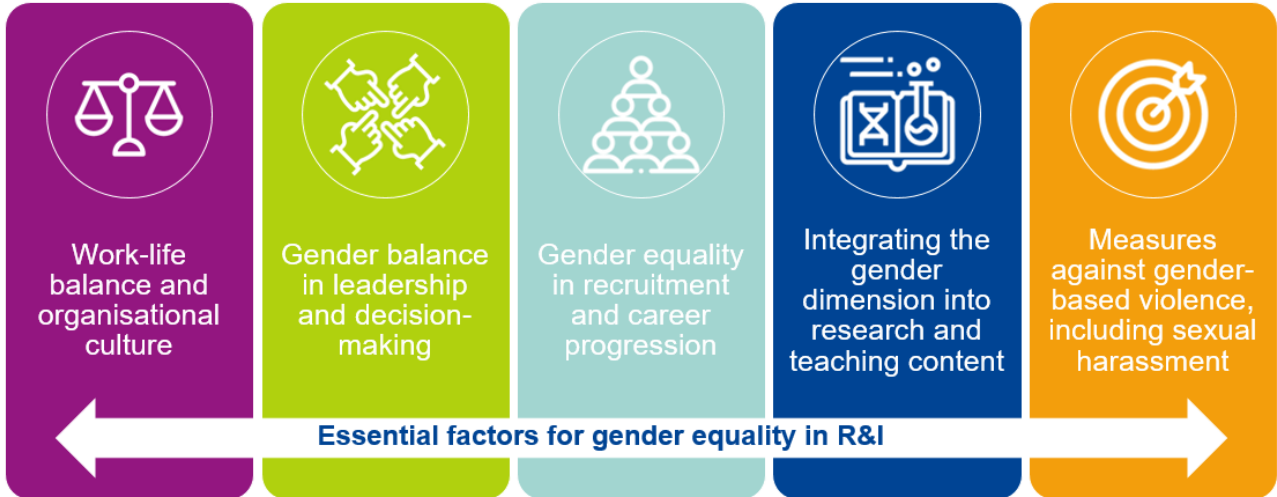 Work-life
balance and
organisational
culture
Gender balance
in leadership
and decision-
making
Gender equality
in recruitment
and career
progression
Integrating the
gender
dimension into
research and
teaching content
Measures
against gender-
based violence,
including sexual
harassment
Essential factors for gender equality in R&I